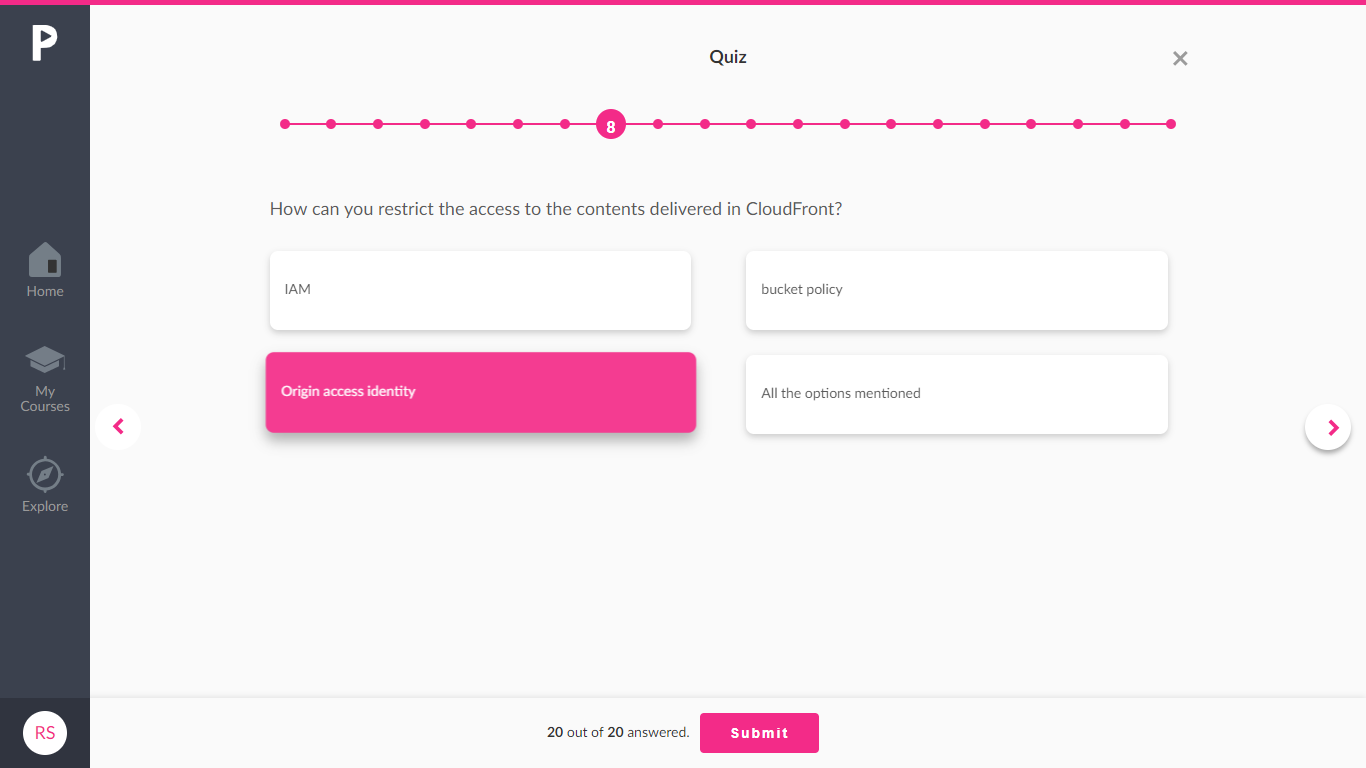 P
Quiz
8
How can you restrict the access to the contents delivered in CloudFront?
IAM
bucket policy
Origin access identity
All the options mentioned
Home
My
Courses
Explore
RS
20 out of 20 answered.
Submit